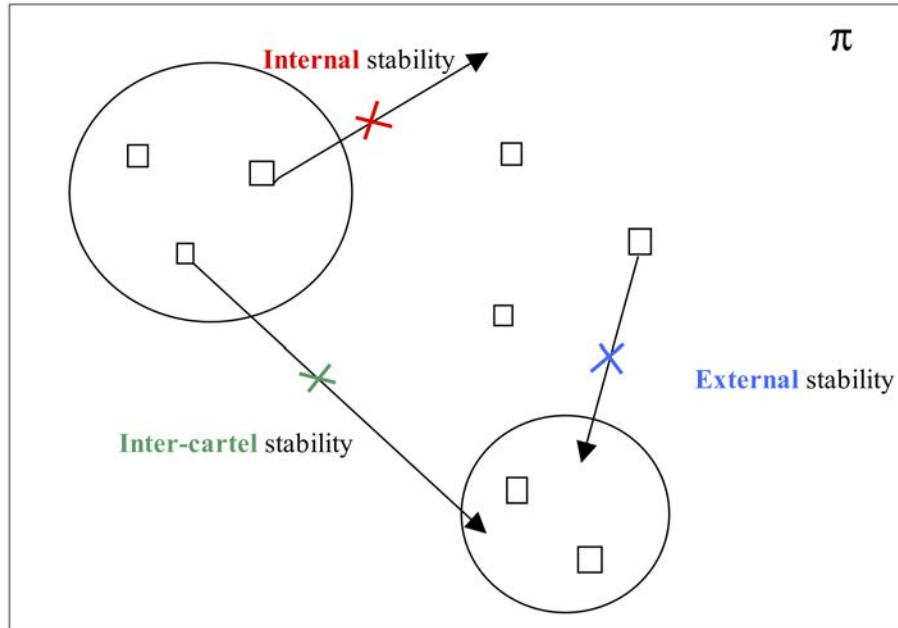 π
Internal stability
External stability
Inter-cartel stability